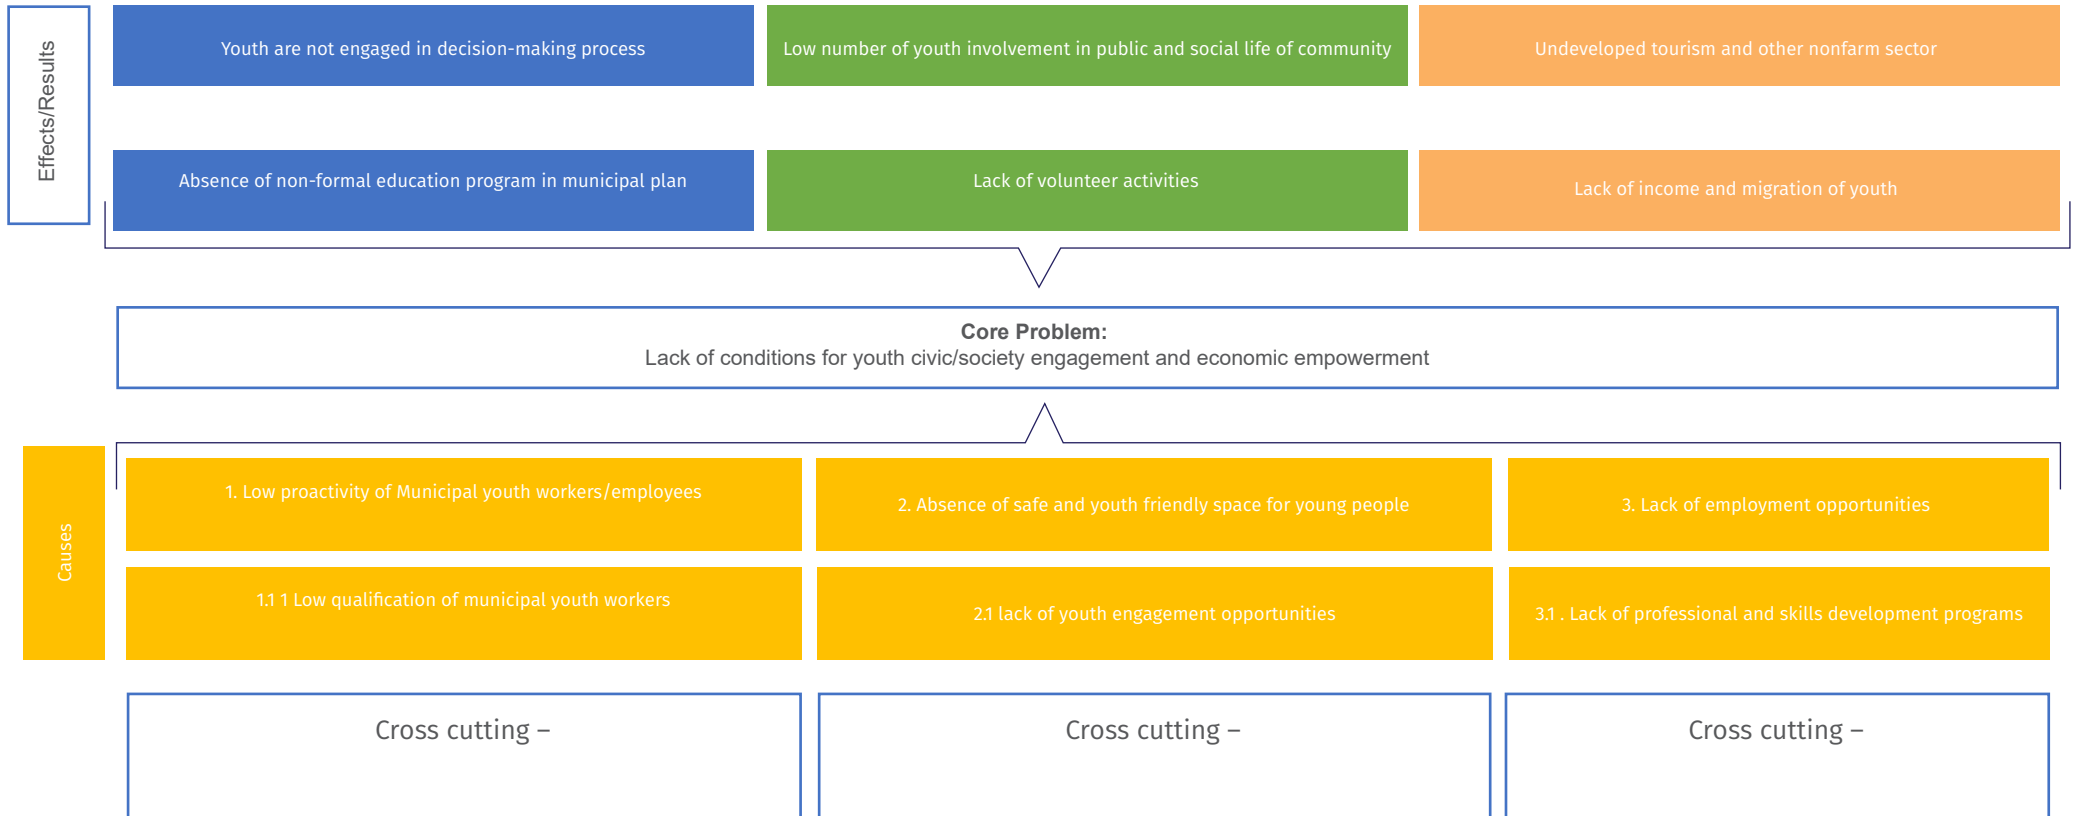 Effects/Results
Youth are not engaged in decision-making process
Low number of youth involvement in public and social life of community
Undeveloped tourism and other nonfarm sector
Absence of non-formal education program in municipal plan
Lack of volunteer activities
Lack of income and migration of youth
Core Problem:
Lack of conditions for youth civic/society engagement and economic empowerment
Causes
1. Low proactivity of Municipal youth workers/employees
2. Absence of safe and youth friendly space for young people
3. Lack of employment opportunities
1.1 1 Low qualification of municipal youth workers
2.1 lack of youth engagement opportunities
3.1 . Lack of professional and skills development programs
Cross cutting –
Cross cutting –
Cross cutting –